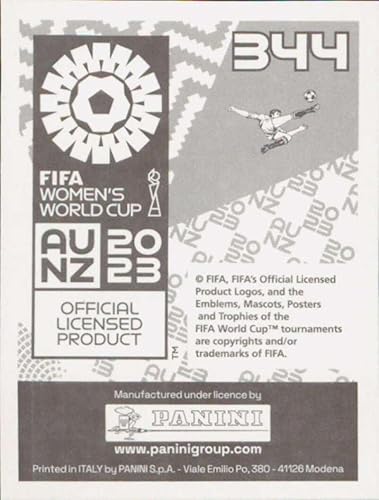 344
FIFA
WOMEN'S
WORLD CUP
AU 20
NZ 23
OFFICIAL
LICENSED
PRODUCT
TM
© FIFA, FIFA's Official Licensed
Product Logos, and the
Emblems, Mascots, Posters
and Trophies of the
FIFA World Cup™ tournaments
are copyrights and/or
trademarks of FIFA.
Manufactured under licence by
PANINI
www.paninigroup.com
Printed in ITALY by PANINI S.p.A. - Viale Emilio Po, 380 - 41126 Modena